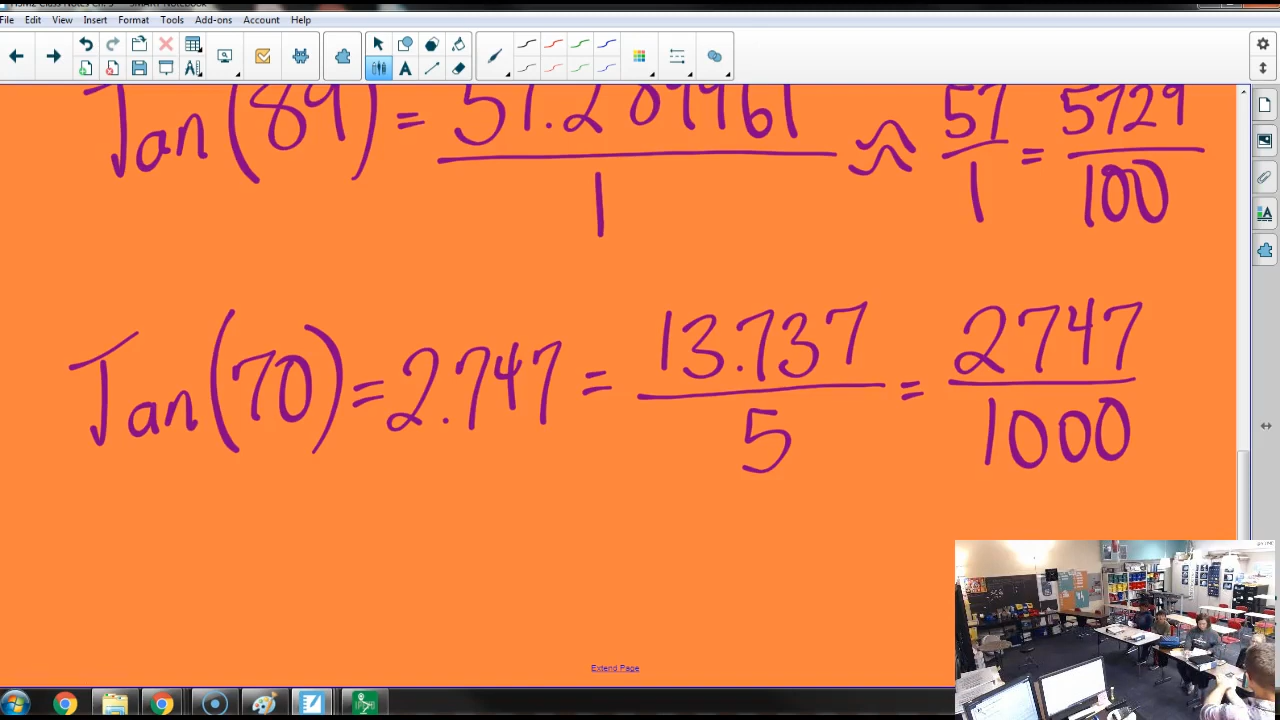 File Edit View Insert Format Tools Add-ons Account Help
Tan(89) = 57.289961 / 1 ≈ 57 / 1 = 5729 / 100
Tan(70) = 2.747 = 13.737 / 5 = 2747 / 1000
Extend Page